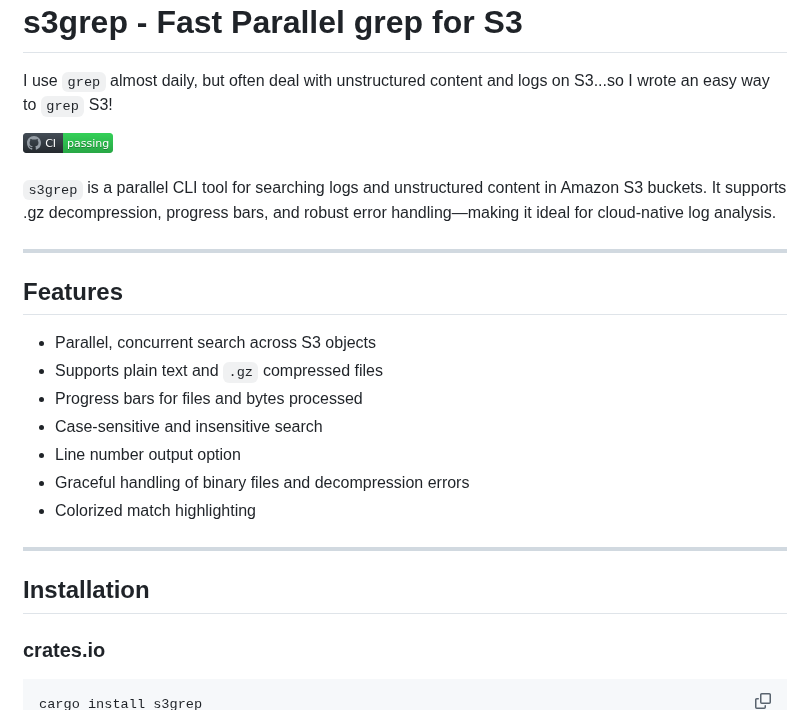 s3grep - Fast Parallel grep for S3
I use grep almost daily, but often deal with unstructured content and logs on S3...so I wrote an easy way
to grep S3!
CI passing
s3grep is a parallel CLI tool for searching logs and unstructured content in Amazon S3 buckets. It supports
.gz decompression, progress bars, and robust error handling—making it ideal for cloud-native log analysis.
Features
• Parallel, concurrent search across S3 objects
• Supports plain text and .gz compressed files
• Progress bars for files and bytes processed
• Case-sensitive and insensitive search
• Line number output option
• Graceful handling of binary files and decompression errors
• Colorized match highlighting
Installation
crates.io
cargo install s3grep